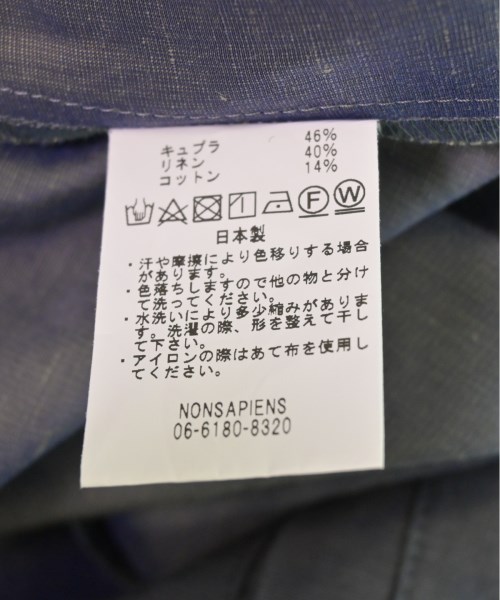 キュプラ 46%
リネン 40%
コットン 14%
F W
日本製
・汗や摩擦により色移りする場合
があります。
・色落ちしますので他の物と分け
て洗ってください。
・水洗いにより多少縮みがありま
す。洗濯の際、形を整えて干し
て下さい。
・アイロンの際はあて布を使用し
てください。
NONSAPIENS
06-6180-8320